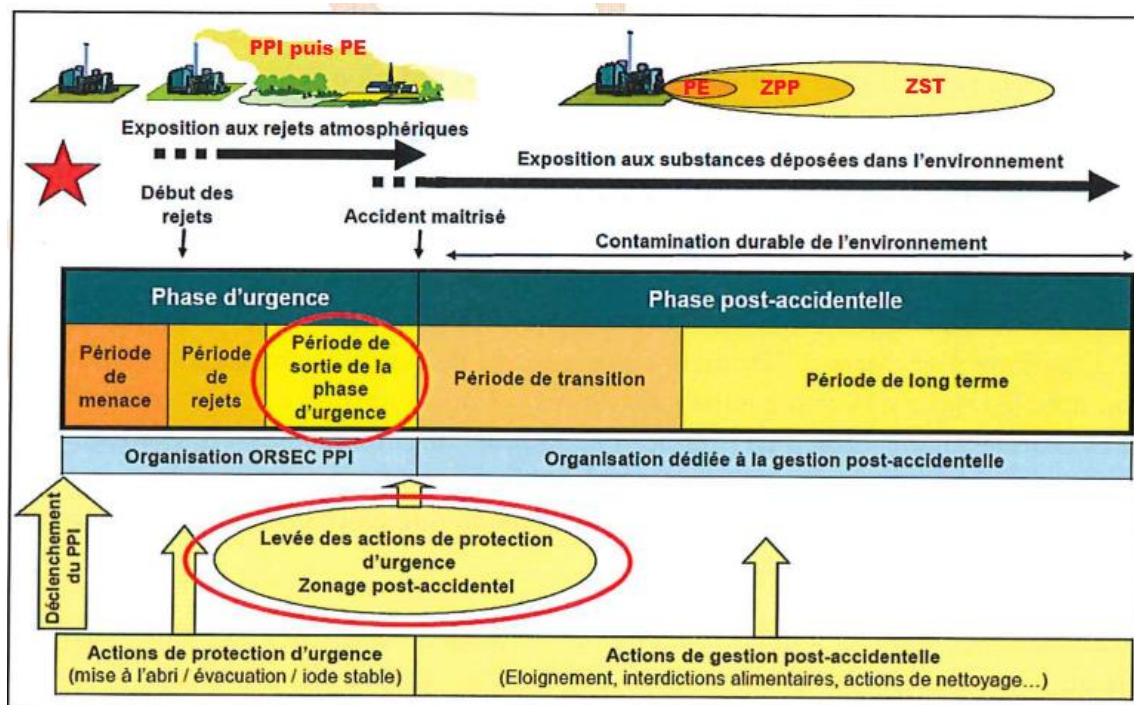 PPI puis PE
PE
ZPP
ZST
Exposition aux rejets atmosphériques
Exposition aux substances déposées dans l'environnement
Début des
rejets
Accident maitrisé
Contamination durable de l'environnement
Phase d'urgence
Phase post-accidentelle
Période
de
menace
Période
de
rejets
Période de
sortie de la
phase
d'urgence
Période de transition
Période de long terme
Organisation ORSEC PPI
Organisation dédiée à la gestion post-accidentelle
Déclenchement
du PPI
Levée des actions de protection
d'urgence
Zonage post-accidentel
Actions de protection d'urgence
(mise à l'abri / évacuation / iode stable)
Actions de gestion post-accidentelle
(Eloignement, interdictions alimentaires, actions de nettoyage…)